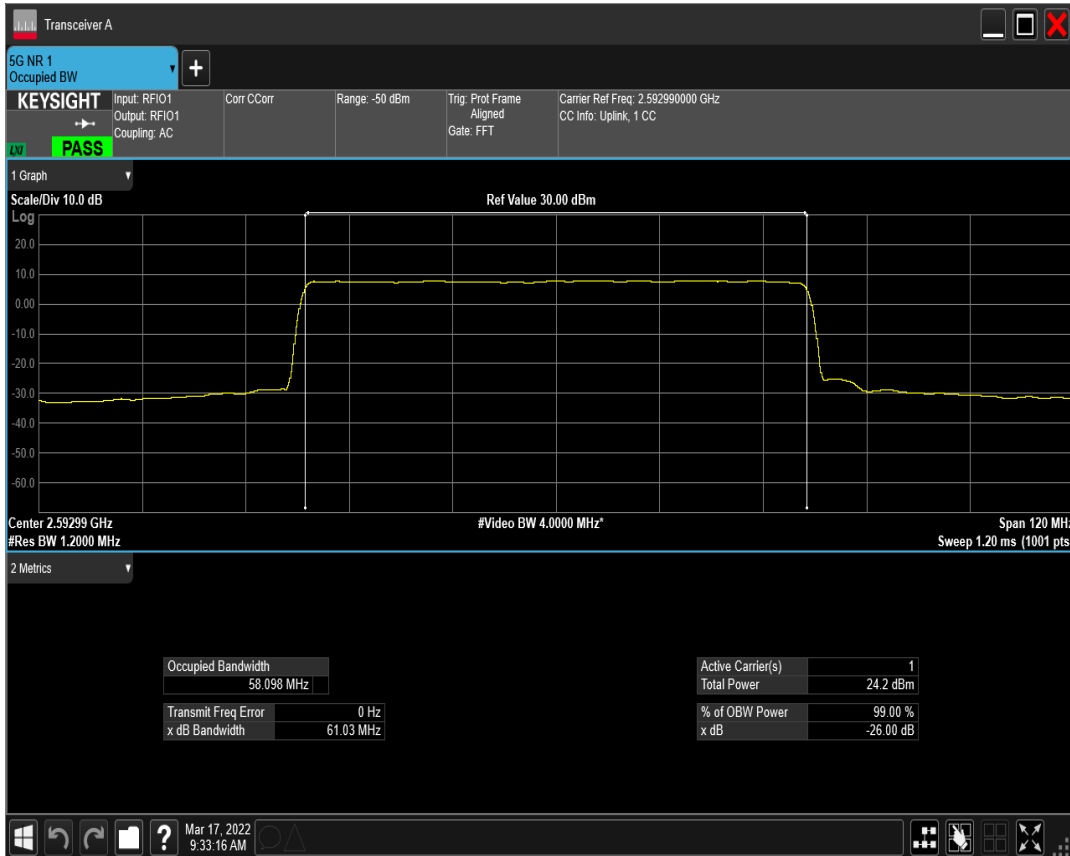 Transceiver A
5G NR 1
Occupied BW
+
KEYSIGHT
LXI
PASS
Input: RFIO1
Output: RFIO1
Coupling: AC
Corr CCorr
Range: -50 dBm
Trig: Prot Frame
Aligned
Gate: FFT
Carrier Ref Freq: 2.592990000 GHz
CC Info: Uplink, 1 CC
1 Graph
Scale/Div 10.0 dB
Ref Value 30.00 dBm
Log
20.0
10.0
0.00
-10.0
-20.0
-30.0
-40.0
-50.0
-60.0
Center 2.59299 GHz
#Video BW 4.0000 MHz*
Span 120 MHz
#Res BW 1.2000 MHz
Sweep 1.20 ms (1001 pts
2 Metrics
Occupied Bandwidth
58.098 MHz
Transmit Freq Error 0 Hz
x dB Bandwidth 61.03 MHz
Active Carrier(s) 1
Total Power 24.2 dBm
% of OBW Power 99.00 %
x dB -26.00 dB
?
Mar 17, 2022
9:33:16 AM